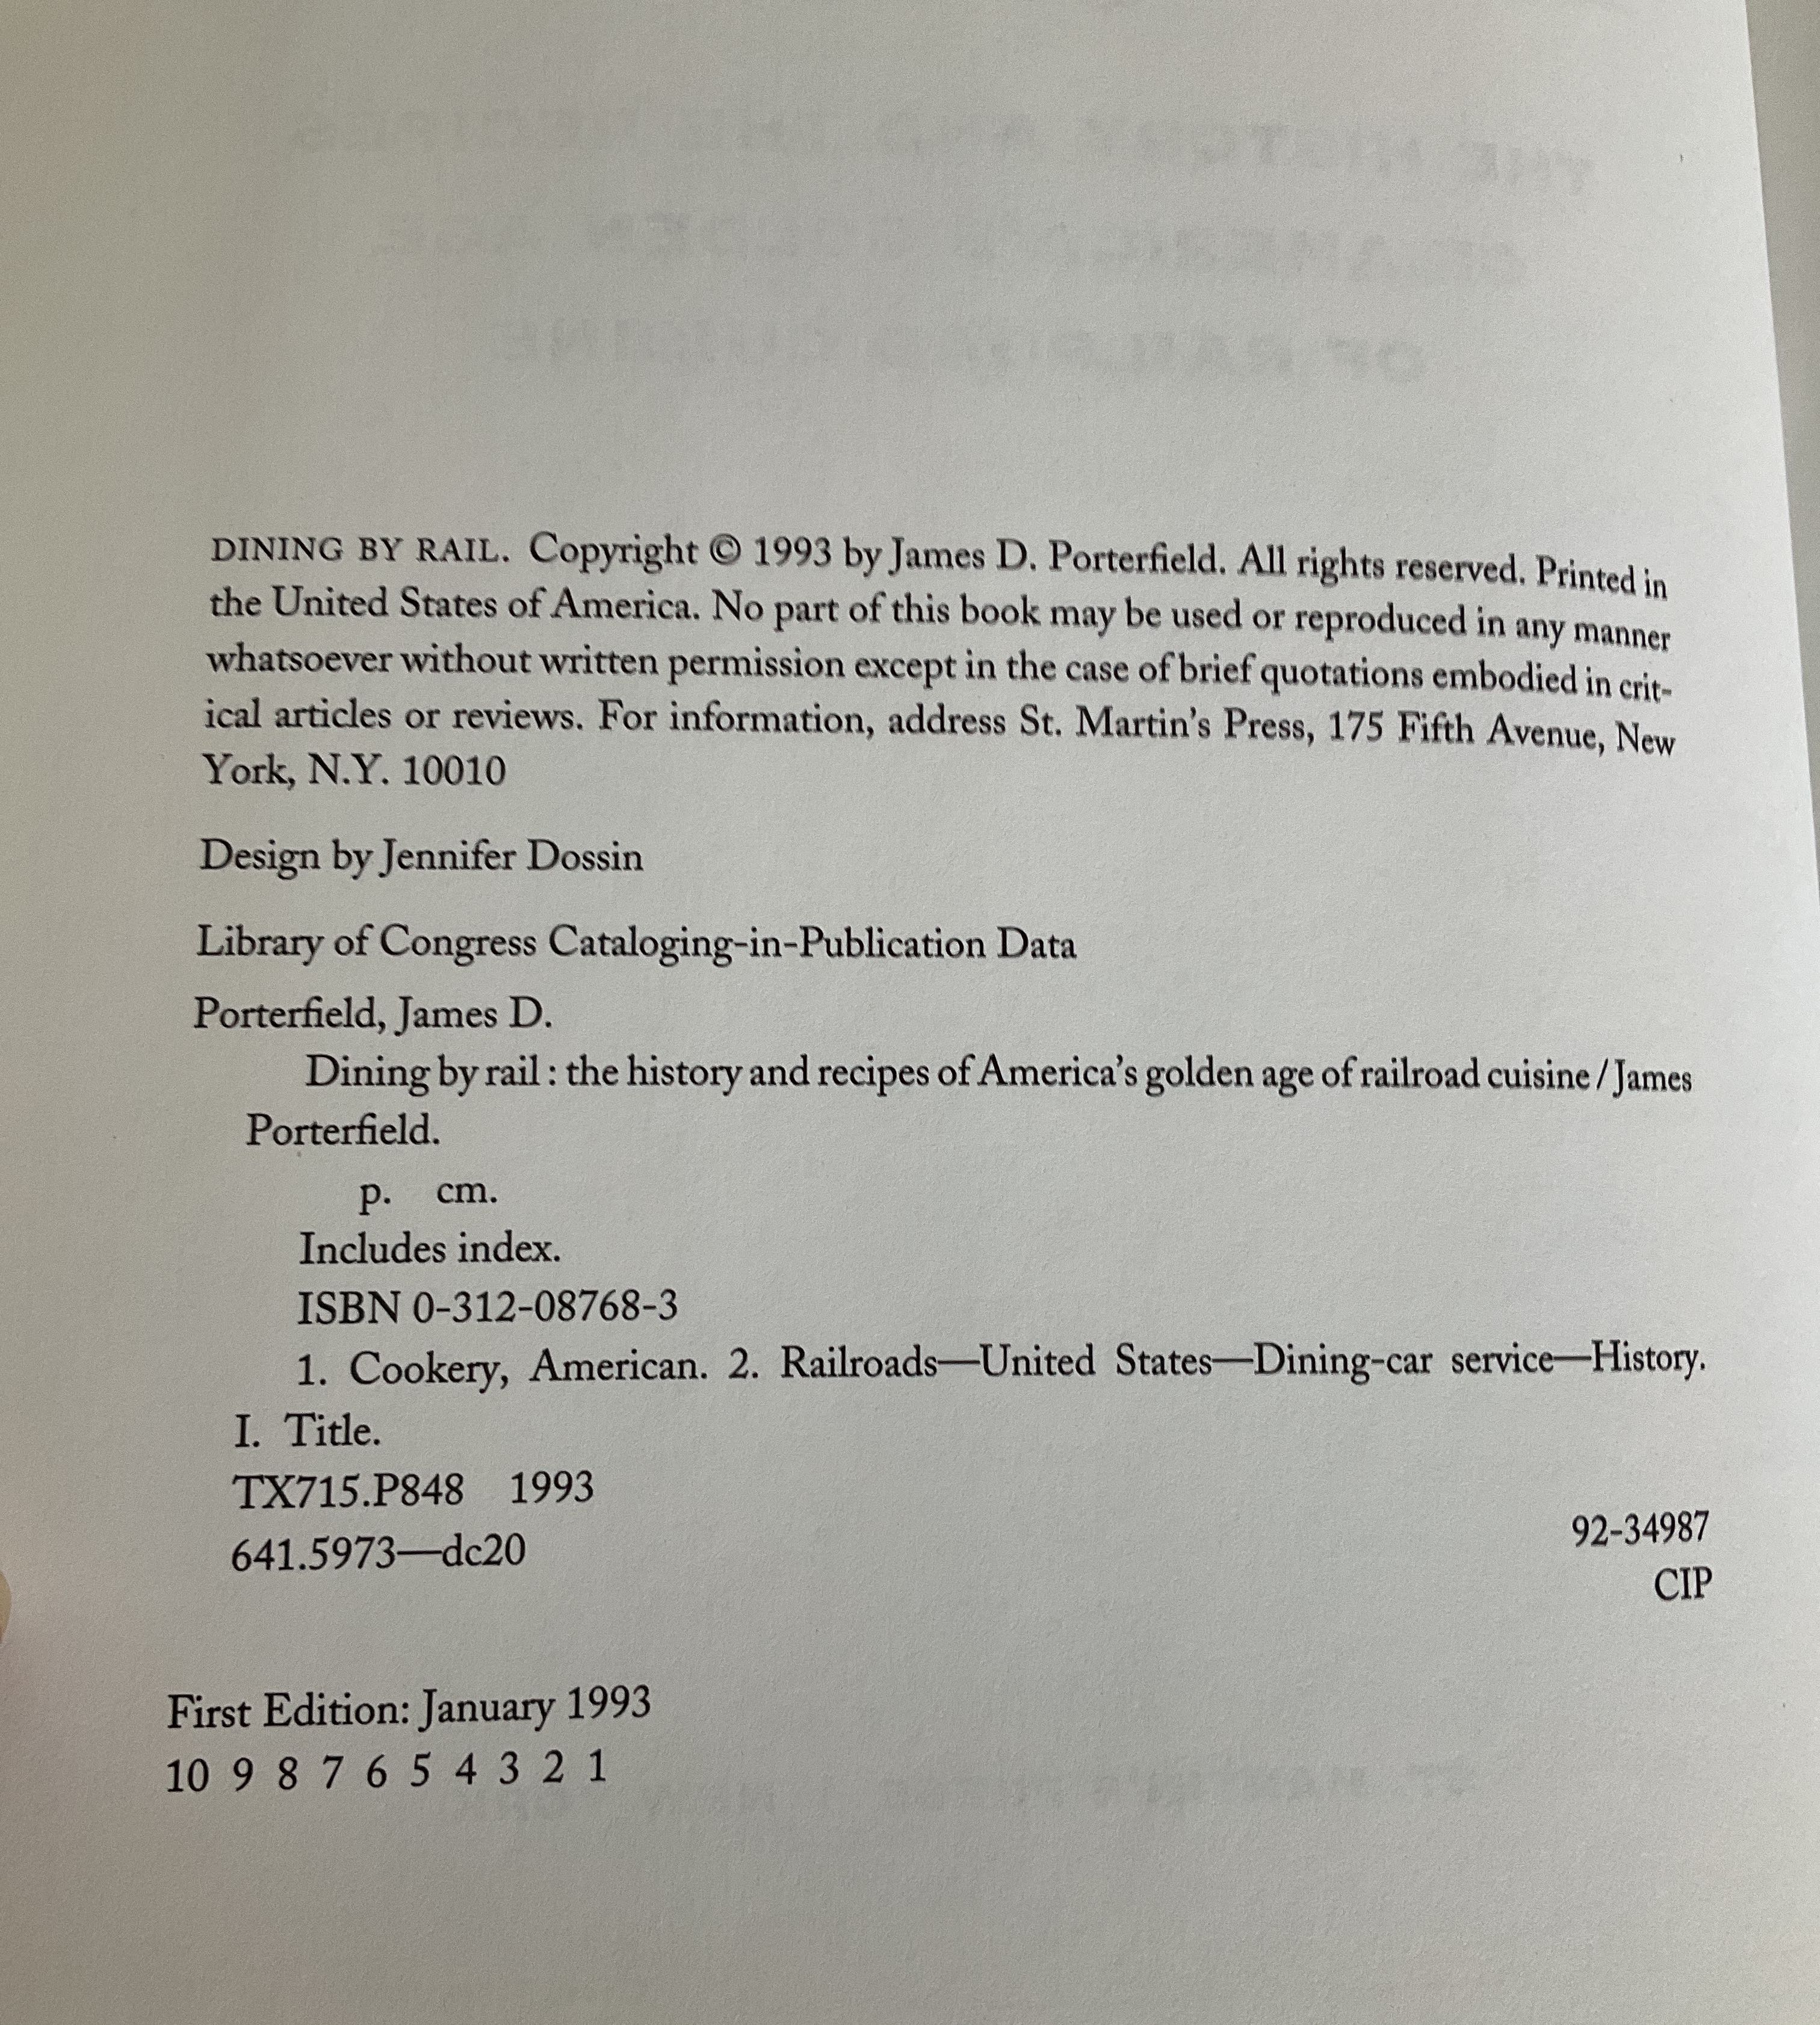 DINING BY RAIL. Copyright © 1993 by James D. Porterfield. All rights reserved. Printed in
the United States of America. No part of this book may be used or reproduced in any manner
whatsoever without written permission except in the case of brief quotations embodied in crit-
ical articles or reviews. For information, address St. Martin's Press, 175 Fifth Avenue, New
York, N.Y. 10010
Design by Jennifer Dossin
Library of Congress Cataloging-in-Publication Data
Porterfield, James D.
Dining by rail : the history and recipes of America's golden age of railroad cuisine / James
Porterfield.
p. cm.
Includes index.
ISBN 0-312-08768-3
1. Cookery, American. 2. Railroads—United States—Dining-car service—History.
I. Title.
TX715.P848 1993
641.5973—dc20
92-34987
CIP
First Edition: January 1993
10 9 8 7 6 5 4 3 2 1